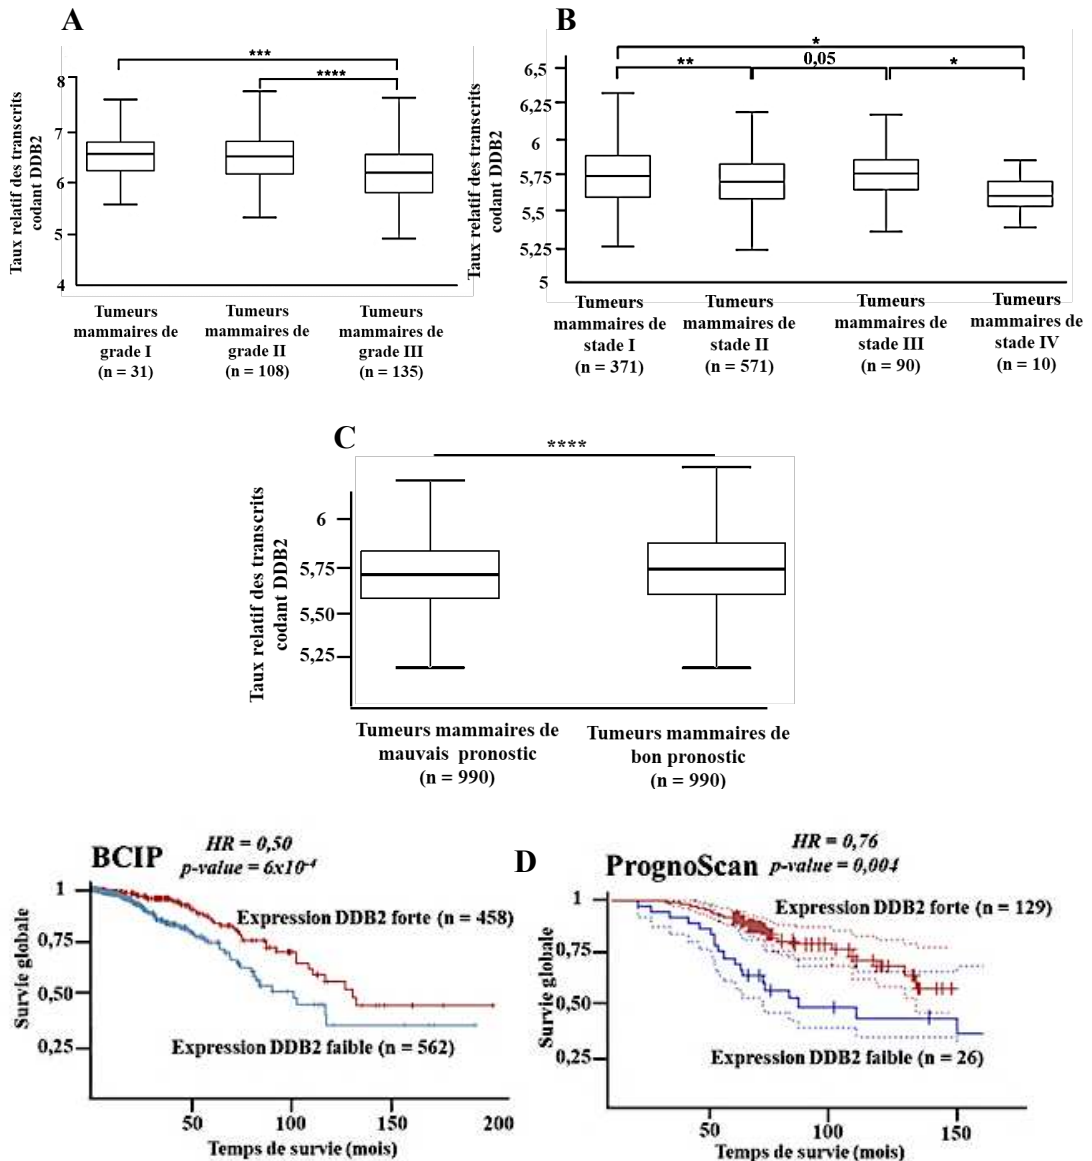 A
***
****
Taux relatif des transcrits
codant DDB2
8
7
6
5
4
Tumeurs
mammaires de
grade I
(n = 31)
Tumeurs
mammaires de
grade II
(n = 108)
Tumeurs
mammaires de
grade III
(n = 135)
B
*
**
0,05
*
Taux relatif des transcrits
codant DDB2
6,5
6,25
6
5,75
5,5
5,25
5
Tumeurs
mammaires de
stade I
(n = 371)
Tumeurs
mammaires de
stade II
(n = 571)
Tumeurs
mammaires de
stade III
(n = 90)
Tumeurs
mammaires de
stade IV
(n = 10)
C
****
Taux relatif des transcrits
codant DDB2
6
5,75
5,50
5,25
Tumeurs mammaires de
mauvais pronostic
(n = 990)
Tumeurs mammaires de
bon pronostic
(n = 990)
BCIP
HR = 0,50
p-value = 6x10⁻⁴
Survie globale
1
0,75
0,50
0,25
Expression DDB2 forte (n = 458)
Expression DDB2 faible (n = 562)
50
100
150
200
Temps de survie (mois)
D
PrognoScan
HR = 0,76
p-value = 0,004
Survie globale
1
0,75
0,50
0,25
Expression DDB2 forte (n = 129)
Expression DDB2 faible (n = 26)
50
100
150
Temps de survie (mois)